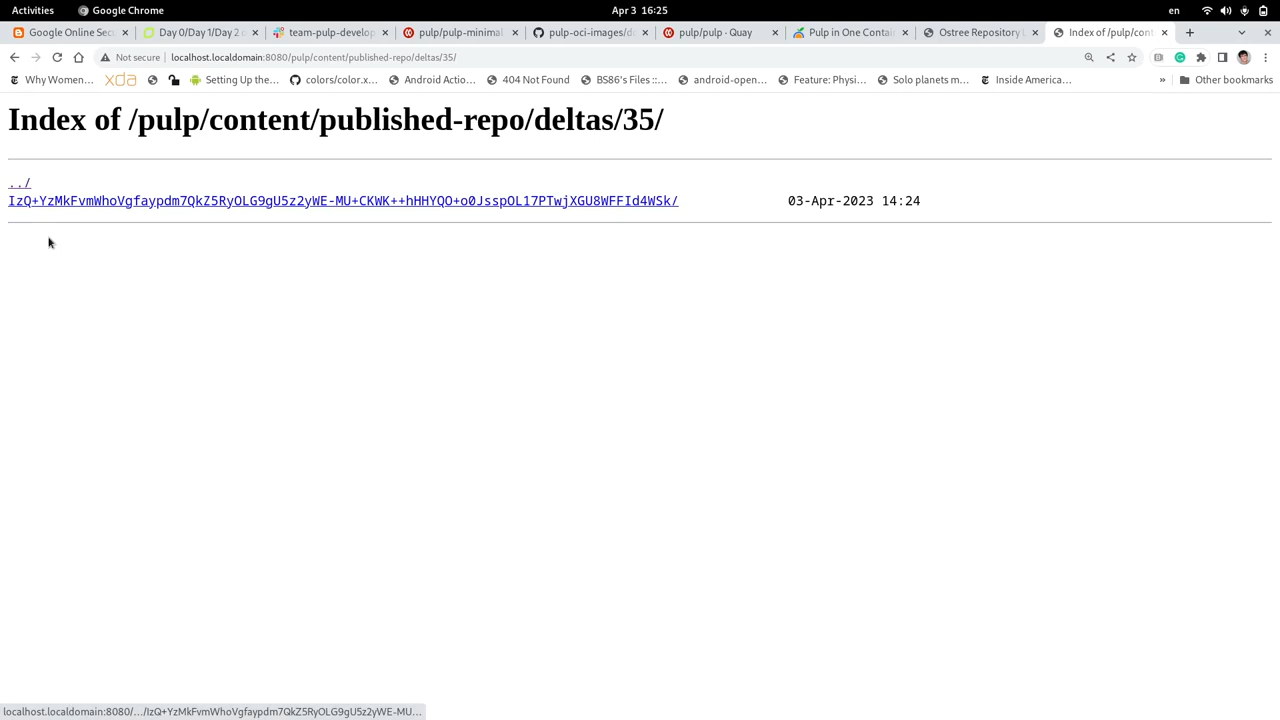 Activities Google Chrome Apr 3 16:25 en
Google Online Secu Day 0/Day 1/Day 2 o team-pulp-develop pulp/pulp-minimal pulp-oci-images/d pulp/pulp · Quay Pulp in One Contai Ostree Repository L Index of /pulp/cont
Not secure localhost.localdomain:8080/pulp/content/published-repo/deltas/35/
Why Women... xda Setting Up the... colors/color.x... Android Actio... 404 Not Found BS86's Files ::... android-open... Feature: Physi... Solo planets m... Inside America... » Other bookmarks
Index of /pulp/content/published-repo/deltas/35/
../
IzQ+YzMkFvmWhoVgfaypdm7QkZ5RyOLG9gU5z2yWE-MU+CKWK++hHHYQO+o0JsspOL17PTwjXGU8WFFId4WSk/ 03-Apr-2023 14:24
localhost.localdomain:8080/.../IzQ+YzMkFvmWhoVgfaypdm7QkZ5RyOLG9gU5z2yWE-MU...